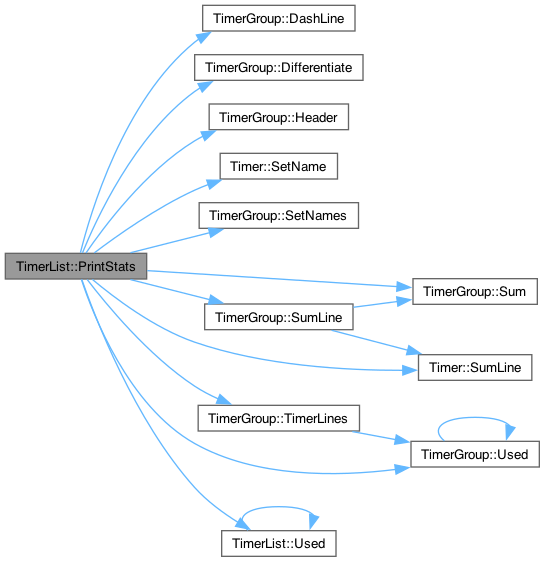 TimerGroup::DashLine
TimerGroup::Differentiate
TimerGroup::Header
Timer::SetName
TimerGroup::SetNames
TimerList::PrintStats
TimerGroup::Sum
TimerGroup::SumLine
Timer::SumLine
TimerGroup::TimerLines
TimerGroup::Used
TimerList::Used